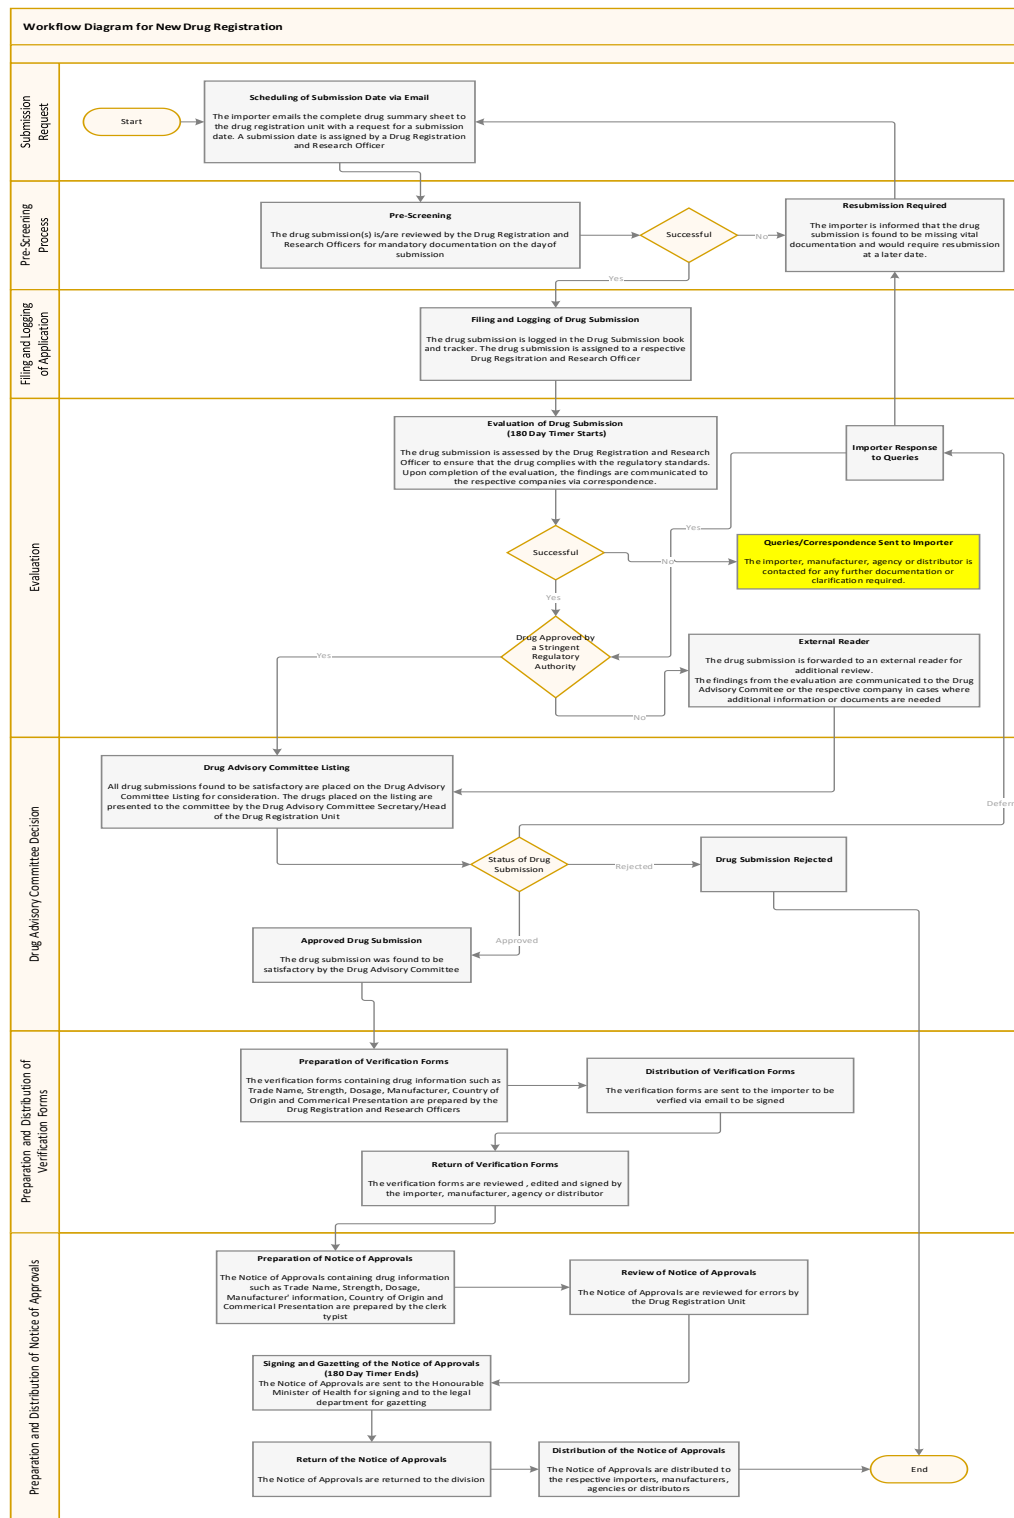 Workflow Diagram for New Drug Registration
Submission
Request
Start
Scheduling of Submission Date via Email
The importer emails the complete drug summary sheet to
the drug registration unit with a request for a submission
date. A submission date is assigned by a Drug Registration
and Research Officer
Pre-Screening
Process
Pre-Screening
The drug submission(s) is/are reviewed by the Drug Registration and
Research Officers for mandatory documentation on the day of
submission
Successful
No
Yes
Resubmission Required
The importer is informed that the drug
submission is found to be missing vital
documentation and would require resubmission
at a later date.
Filing and Logging
of Application
Filing and Logging of Drug Submission
The drug submission is logged in the Drug Submission book
and tracker. The drug submission is assigned to a respective
Drug Regsitration and Research Officer
Evaluation
Evaluation of Drug Submission
(180 Day Timer Starts)
The drug submission is assessed by the Drug Registration and Research
Officer to ensure that the drug complies with the regulatory standards.
Upon completion of the evaluation, the findings are communicated to
the respective companies via correspondence.
Importer Response
to Queries
Yes
Successful
No
Yes
Queries/Correspondence Sent to Importer
The importer, manufacturer, agency or distributor is
contacted for any further documentation or
clarification required.
Drug Approved by
a Stringent
Regulatory
Authority
Yes
No
External Reader
The drug submission is forwarded to an external reader for
additional review.
The findings from the evaluation are communicated to the Drug
Advisory Commitee or the respective company in cases where
additional information or documents are needed
Drug Advisory Committee Decision
Drug Advisory Committee Listing
All drug submissions found to be satisfactory are placed on the Drug Advisory
Committee Listing for consideration. The drugs placed on the listing are
presented to the committee by the Drug Advisory Committee Secretary/Head
of the Drug Registration Unit
Deferr
Status of Drug
Submission
Rejected
Drug Submission Rejected
Approved
Approved Drug Submission
The drug submission was found to be
satisfactory by the Drug Advisory Committee
Preparation and Distribution of
Verification Forms
Preparation of Verification Forms
The verification forms containing drug information such as
Trade Name, Strength, Dosage, Manufacturer, Country of
Origin and Commerical Presentation are prepared by the
Drug Registration and Research Officers
Distribution of Verification Forms
The verification forms are sent to the importer to be
verfied via email to be signed
Return of Verification Forms
The verification forms are reviewed , edited and signed by
the importer, manufacturer, agency or distributor
Preparation and Distribution of Notice of Approvals
Preparation of Notice of Approvals
The Notice of Approvals containing drug information
such as Trade Name, Strength, Dosage,
Manufacturer' information, Country of Origin and
Commerical Presentation are prepared by the clerk
typist
Review of Notice of Approvals
The Notice of Approvals are reviewed for errors by
the Drug Registration Unit
Signing and Gazetting of the Notice of Approvals
(180 Day Timer Ends)
The Notice of Approvals are sent to the Honourable
Minister of Health for signing and to the legal
department for gazetting
Return of the Notice of Approvals
The Notice of Approvals are returned to the division
Distribution of the Notice of Approvals
The Notice of Approvals are distributed to
the respective importers, manufacturers,
agencies or distributors
End